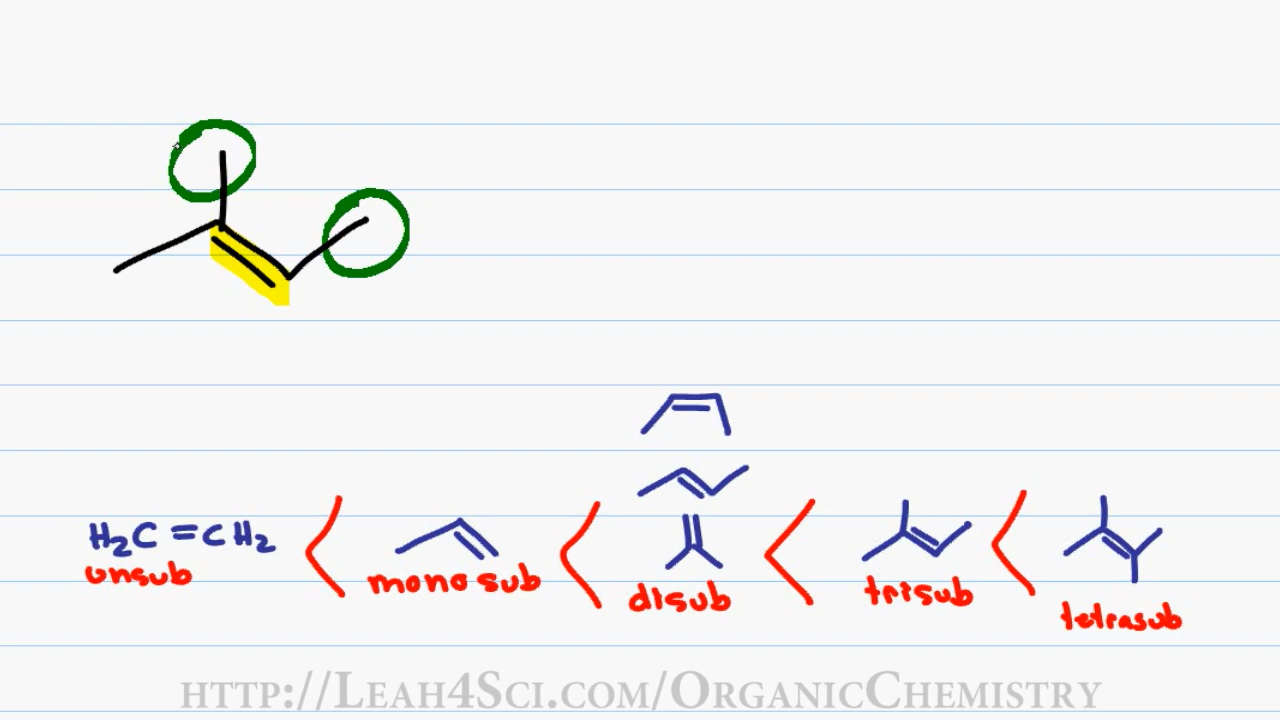 H₂C=CH₂
unsub
monosub
disub
trisub
tetrasub
HTTP://LEAH4SCI.COM/ORGANICCHEMISTRY